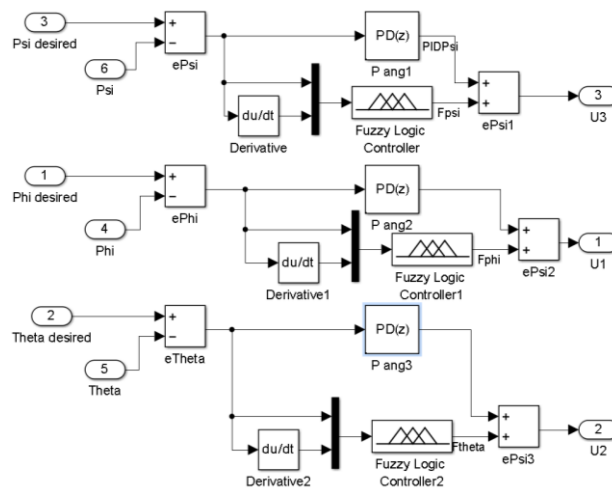 3
Psi desired
6
Psi
+
−
ePsi
PD(z)
P ang1
PIDPsi
du/dt
Derivative
Fuzzy Logic
Controller
Fpsi
+
+
ePsi1
3
U3
1
Phi desired
4
Phi
+
−
ePhi
PD(z)
P ang2
du/dt
Derivative1
Fuzzy Logic
Controller1
Fphi
+
+
ePsi2
1
U1
2
Theta desired
5
Theta
+
−
eTheta
PD(z)
P ang3
du/dt
Derivative2
Fuzzy Logic
Controller2
Ftheta
+
+
ePsi3
2
U2